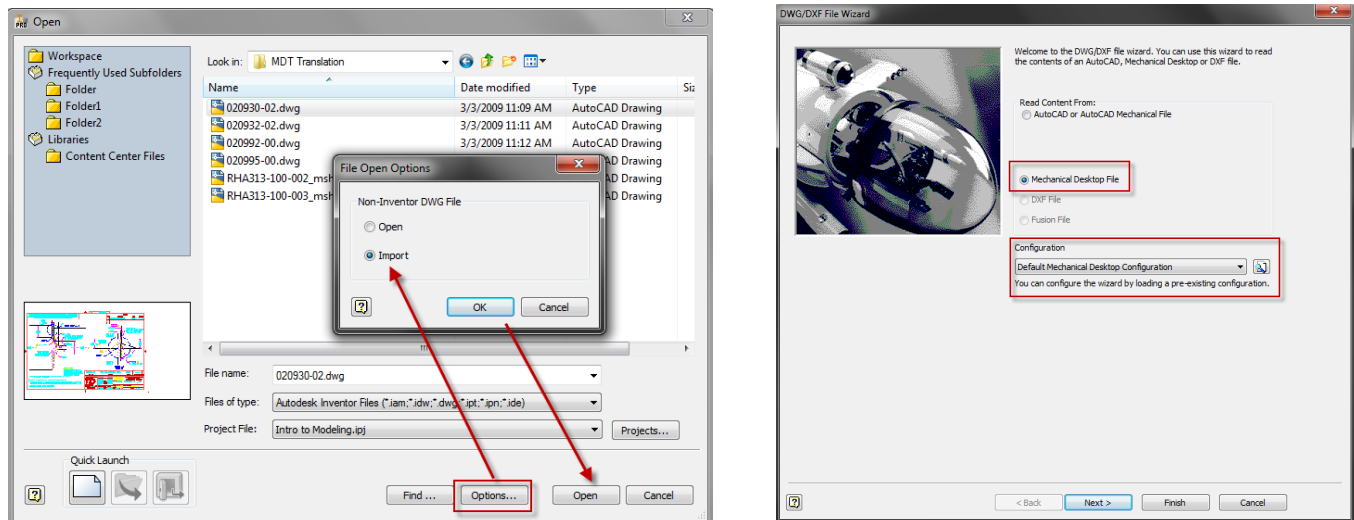 PRO Open
Workspace
Frequently Used Subfolders
Folder
Folder1
Folder2
Libraries
Content Center Files
Look in: MDT Translation
Name Date modified Type Siz
020930-02.dwg 3/3/2009 11:09 AM AutoCAD Drawing
020932-02.dwg 3/3/2009 11:11 AM AutoCAD Drawing
020992-00.dwg 3/3/2009 11:12 AM AutoCAD Drawing
020995-00.dwg AD Drawing
RHA313-100-002_msh AD Drawing
RHA313-100-003_msh AD Drawing
File Open Options
Non-Inventor DWG File
Open
Import
OK Cancel
File name: 020930-02.dwg
Files of type: Autodesk Inventor Files (*.iam;*.idw;*.dwg;*.ipt;*.ipn;*.ide)
Project File: Intro to Modeling.ipj Projects...
Quick Launch
Find ... Options... Open Cancel
DWG/DXF File Wizard
Welcome to the DWG/DXF file wizard. You can use this wizard to read
the contents of an AutoCAD, Mechanical Desktop or DXF file.
Read Content From:
AutoCAD or AutoCAD Mechanical File
Mechanical Desktop File
DXF File
Fusion File
Configuration
Default Mechanical Desktop Configuration
You can configure the wizard by loading a pre-existing configuration.
< Back Next > Finish Cancel